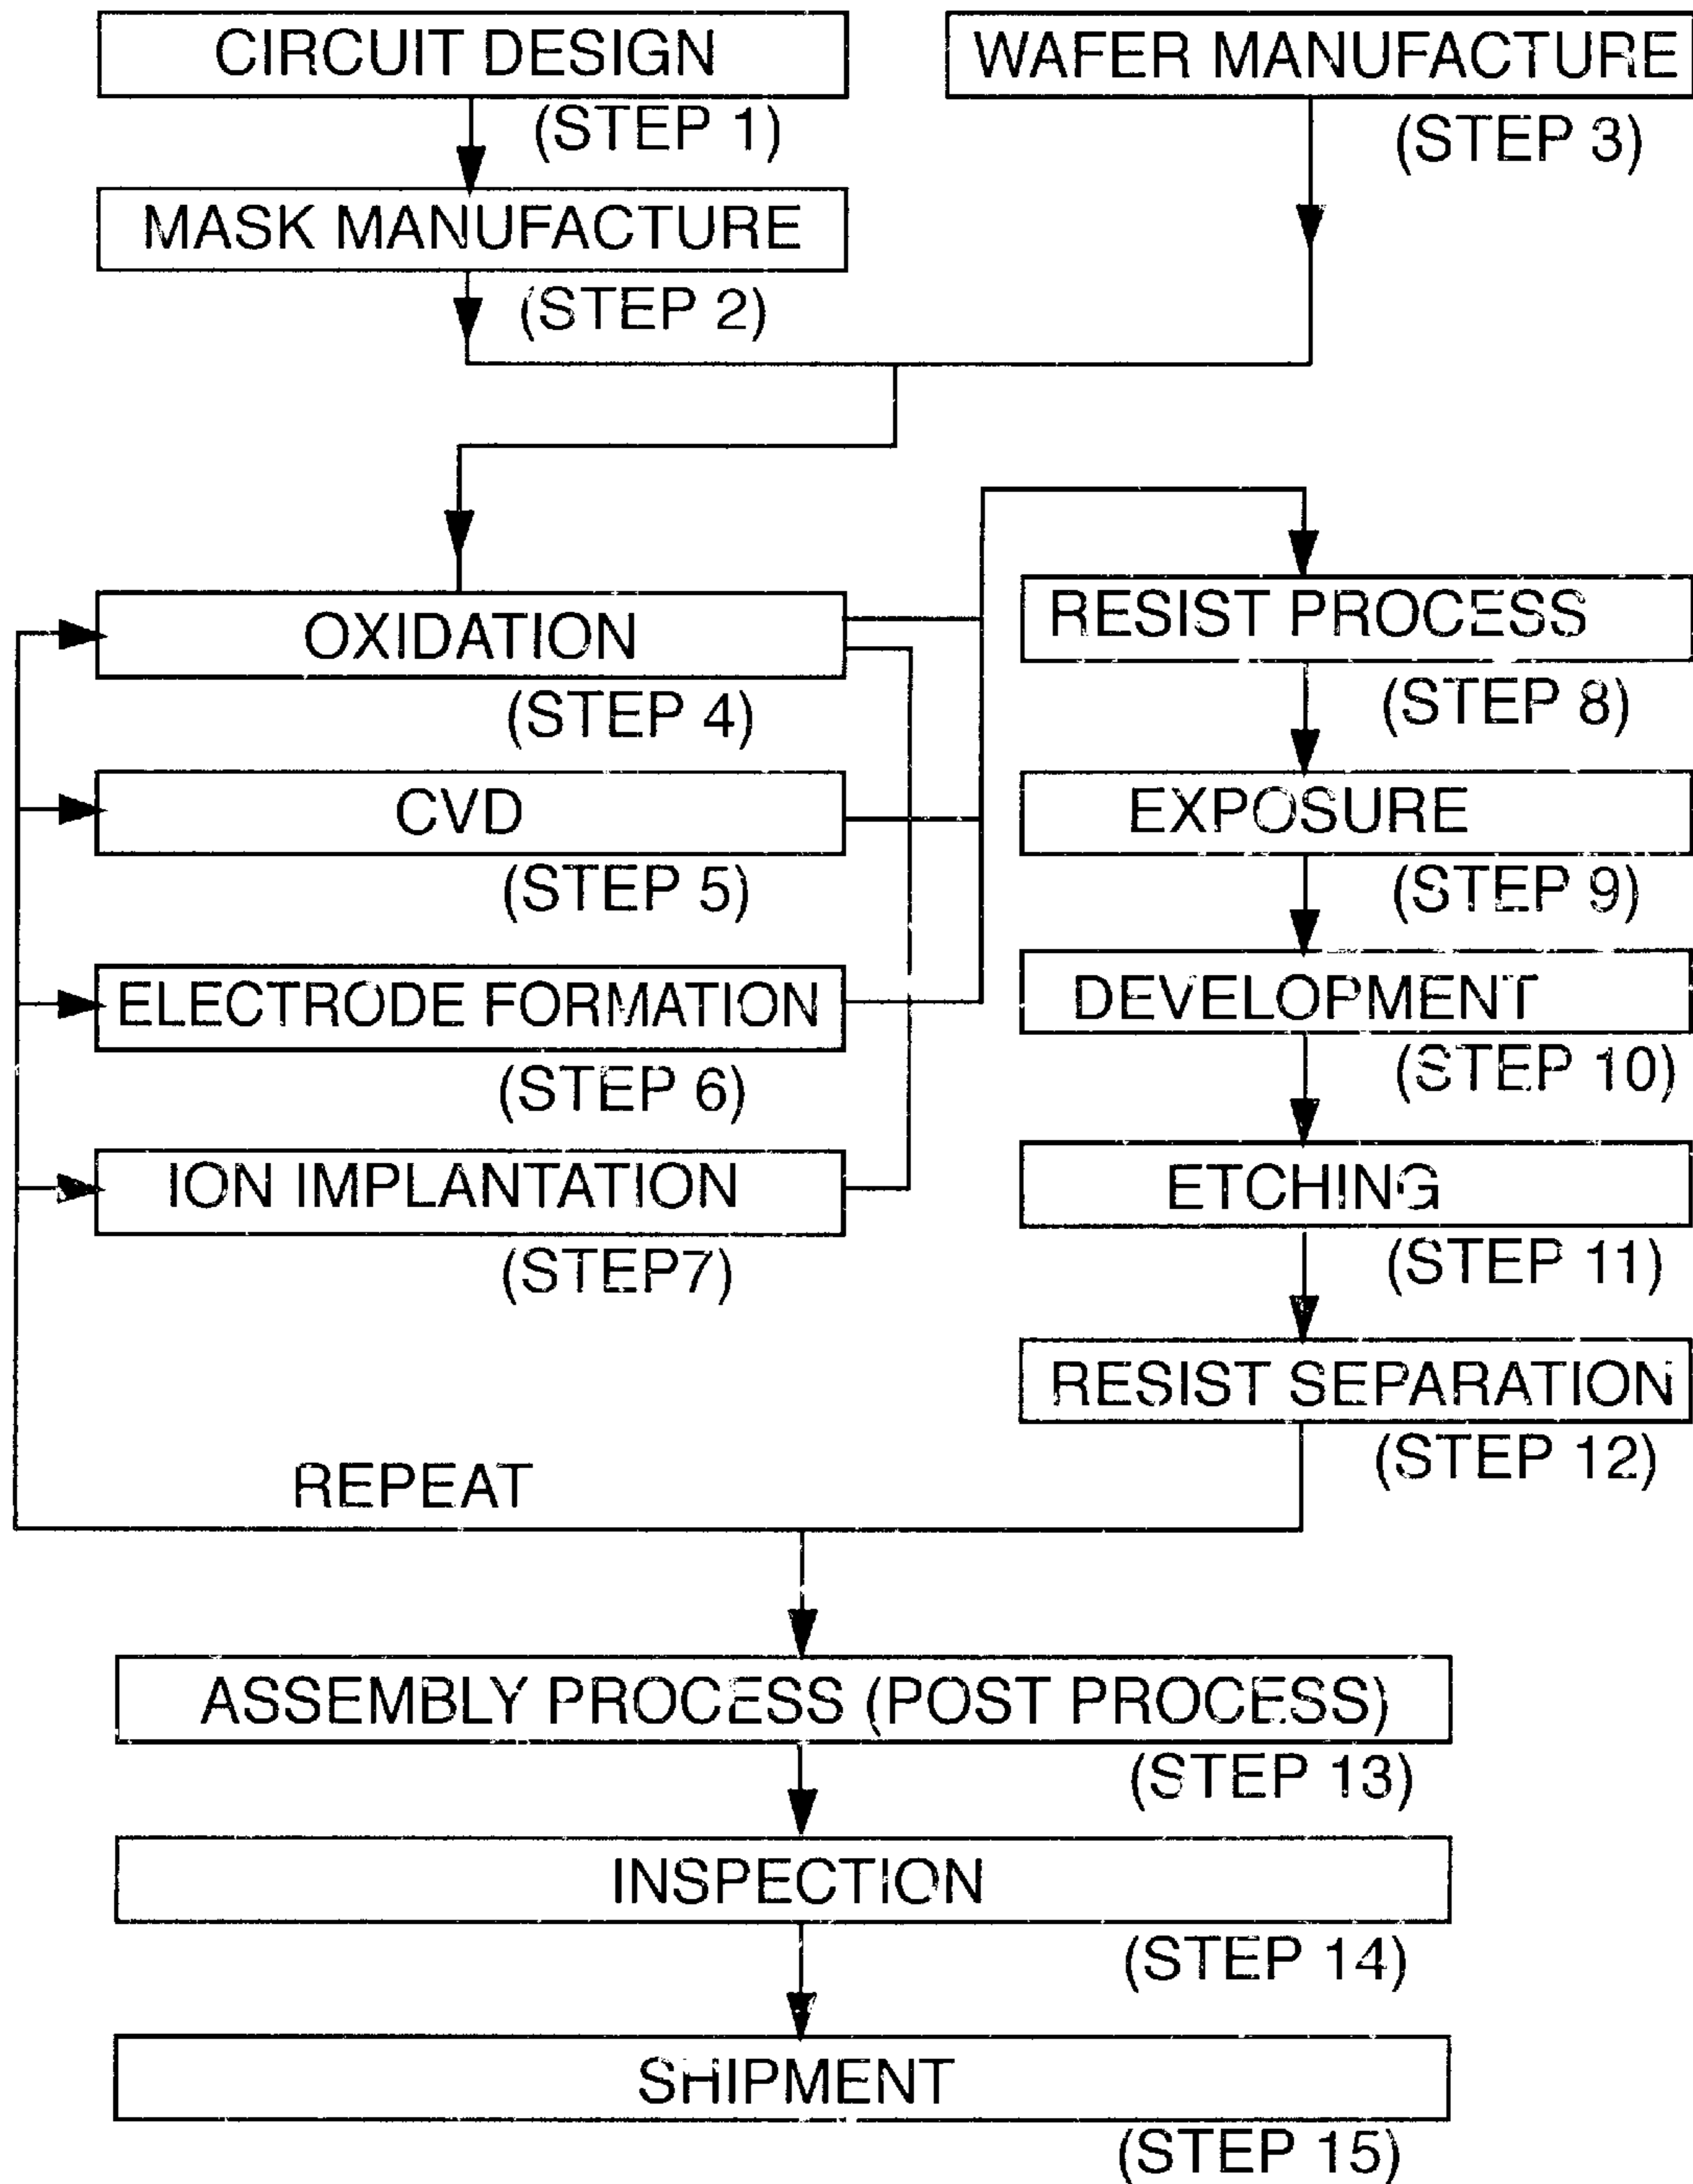 CIRCUIT DESIGN
(STEP 1)
WAFER MANUFACTURE
(STEP 3)
MASK MANUFACTURE
(STEP 2)
OXIDATION
(STEP 4)
CVD
(STEP 5)
ELECTRODE FORMATION
(STEP 6)
ION IMPLANTATION
(STEP7)
RESIST PROCESS
(STEP 8)
EXPOSURE
(STEP 9)
DEVELOPMENT
(STEP 10)
ETCHING
(STEP 11)
RESIST SEPARATION
(STEP 12)
REPEAT
ASSEMBLY PROCESS (POST PROCESS)
(STEP 13)
INSPECTION
(STEP 14)
SHIPMENT
(STEP 15)